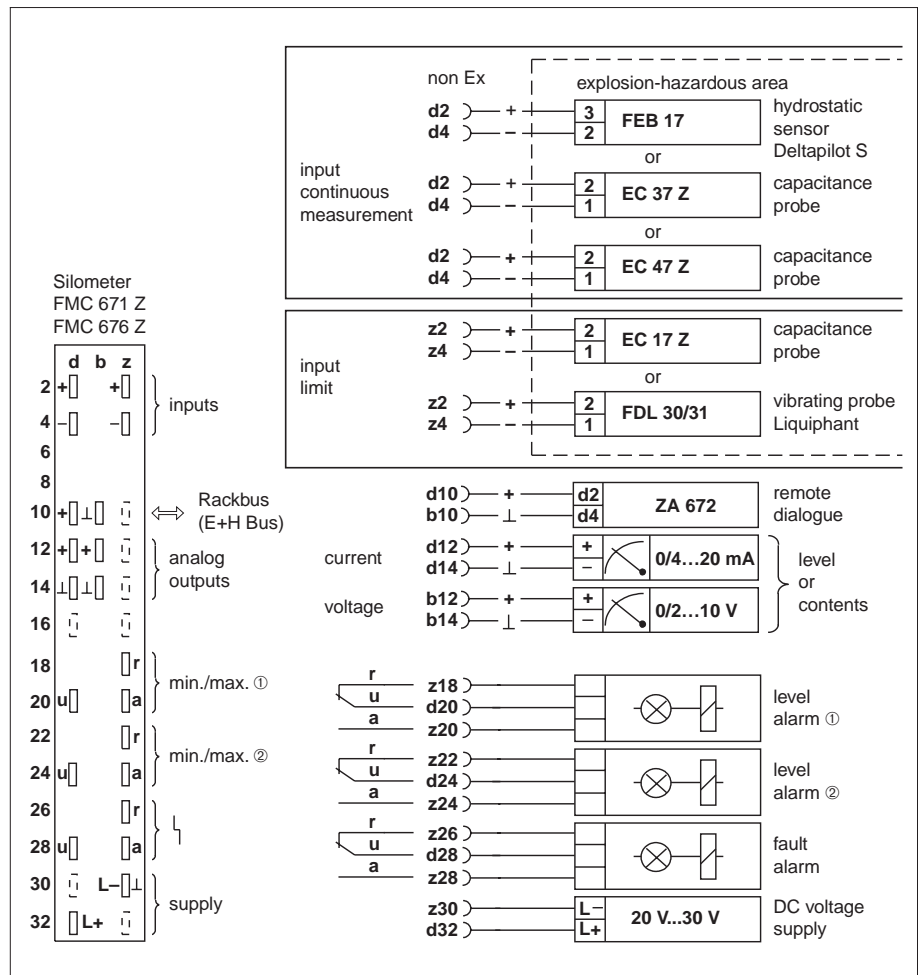 non Ex
explosion-hazardous area
input
continuous
measurement
d2 + 3 FEB 17 hydrostatic
d4 – 2 sensor
Deltapilot S
or
d2 + 2 EC 37 Z capacitance
d4 – 1 probe
or
d2 + 2 EC 47 Z capacitance
d4 – 1 probe
input
limit
z2 + 2 EC 17 Z capacitance
z4 – 1 probe
or
z2 + 2 FDL 30/31 vibrating probe
z4 – 1 Liquiphant
Silometer
FMC 671 Z
FMC 676 Z
d b z
2 + + inputs
4 – –
6
8
10 + ⊥ Rackbus
(E+H Bus)
12 + + analog
14 ⊥ ⊥ outputs
16
18 r min./max. ①
20 u a
22 r min./max. ②
24 u a
26 r
28 u a
30 L– ⊥ supply
32 L+
d10 + d2 ZA 672 remote
b10 ⊥ d4 dialogue
current d12 + + 0/4...20 mA level
d14 ⊥ – or
voltage b12 + + 0/2...10 V contents
b14 ⊥ –
r z18 level
u d20 alarm ①
a z20
r z22 level
u d24 alarm ②
a z24
r z26 fault
u d28 alarm
a z28
z30 L– 20 V...30 V DC voltage
d32 L+ supply